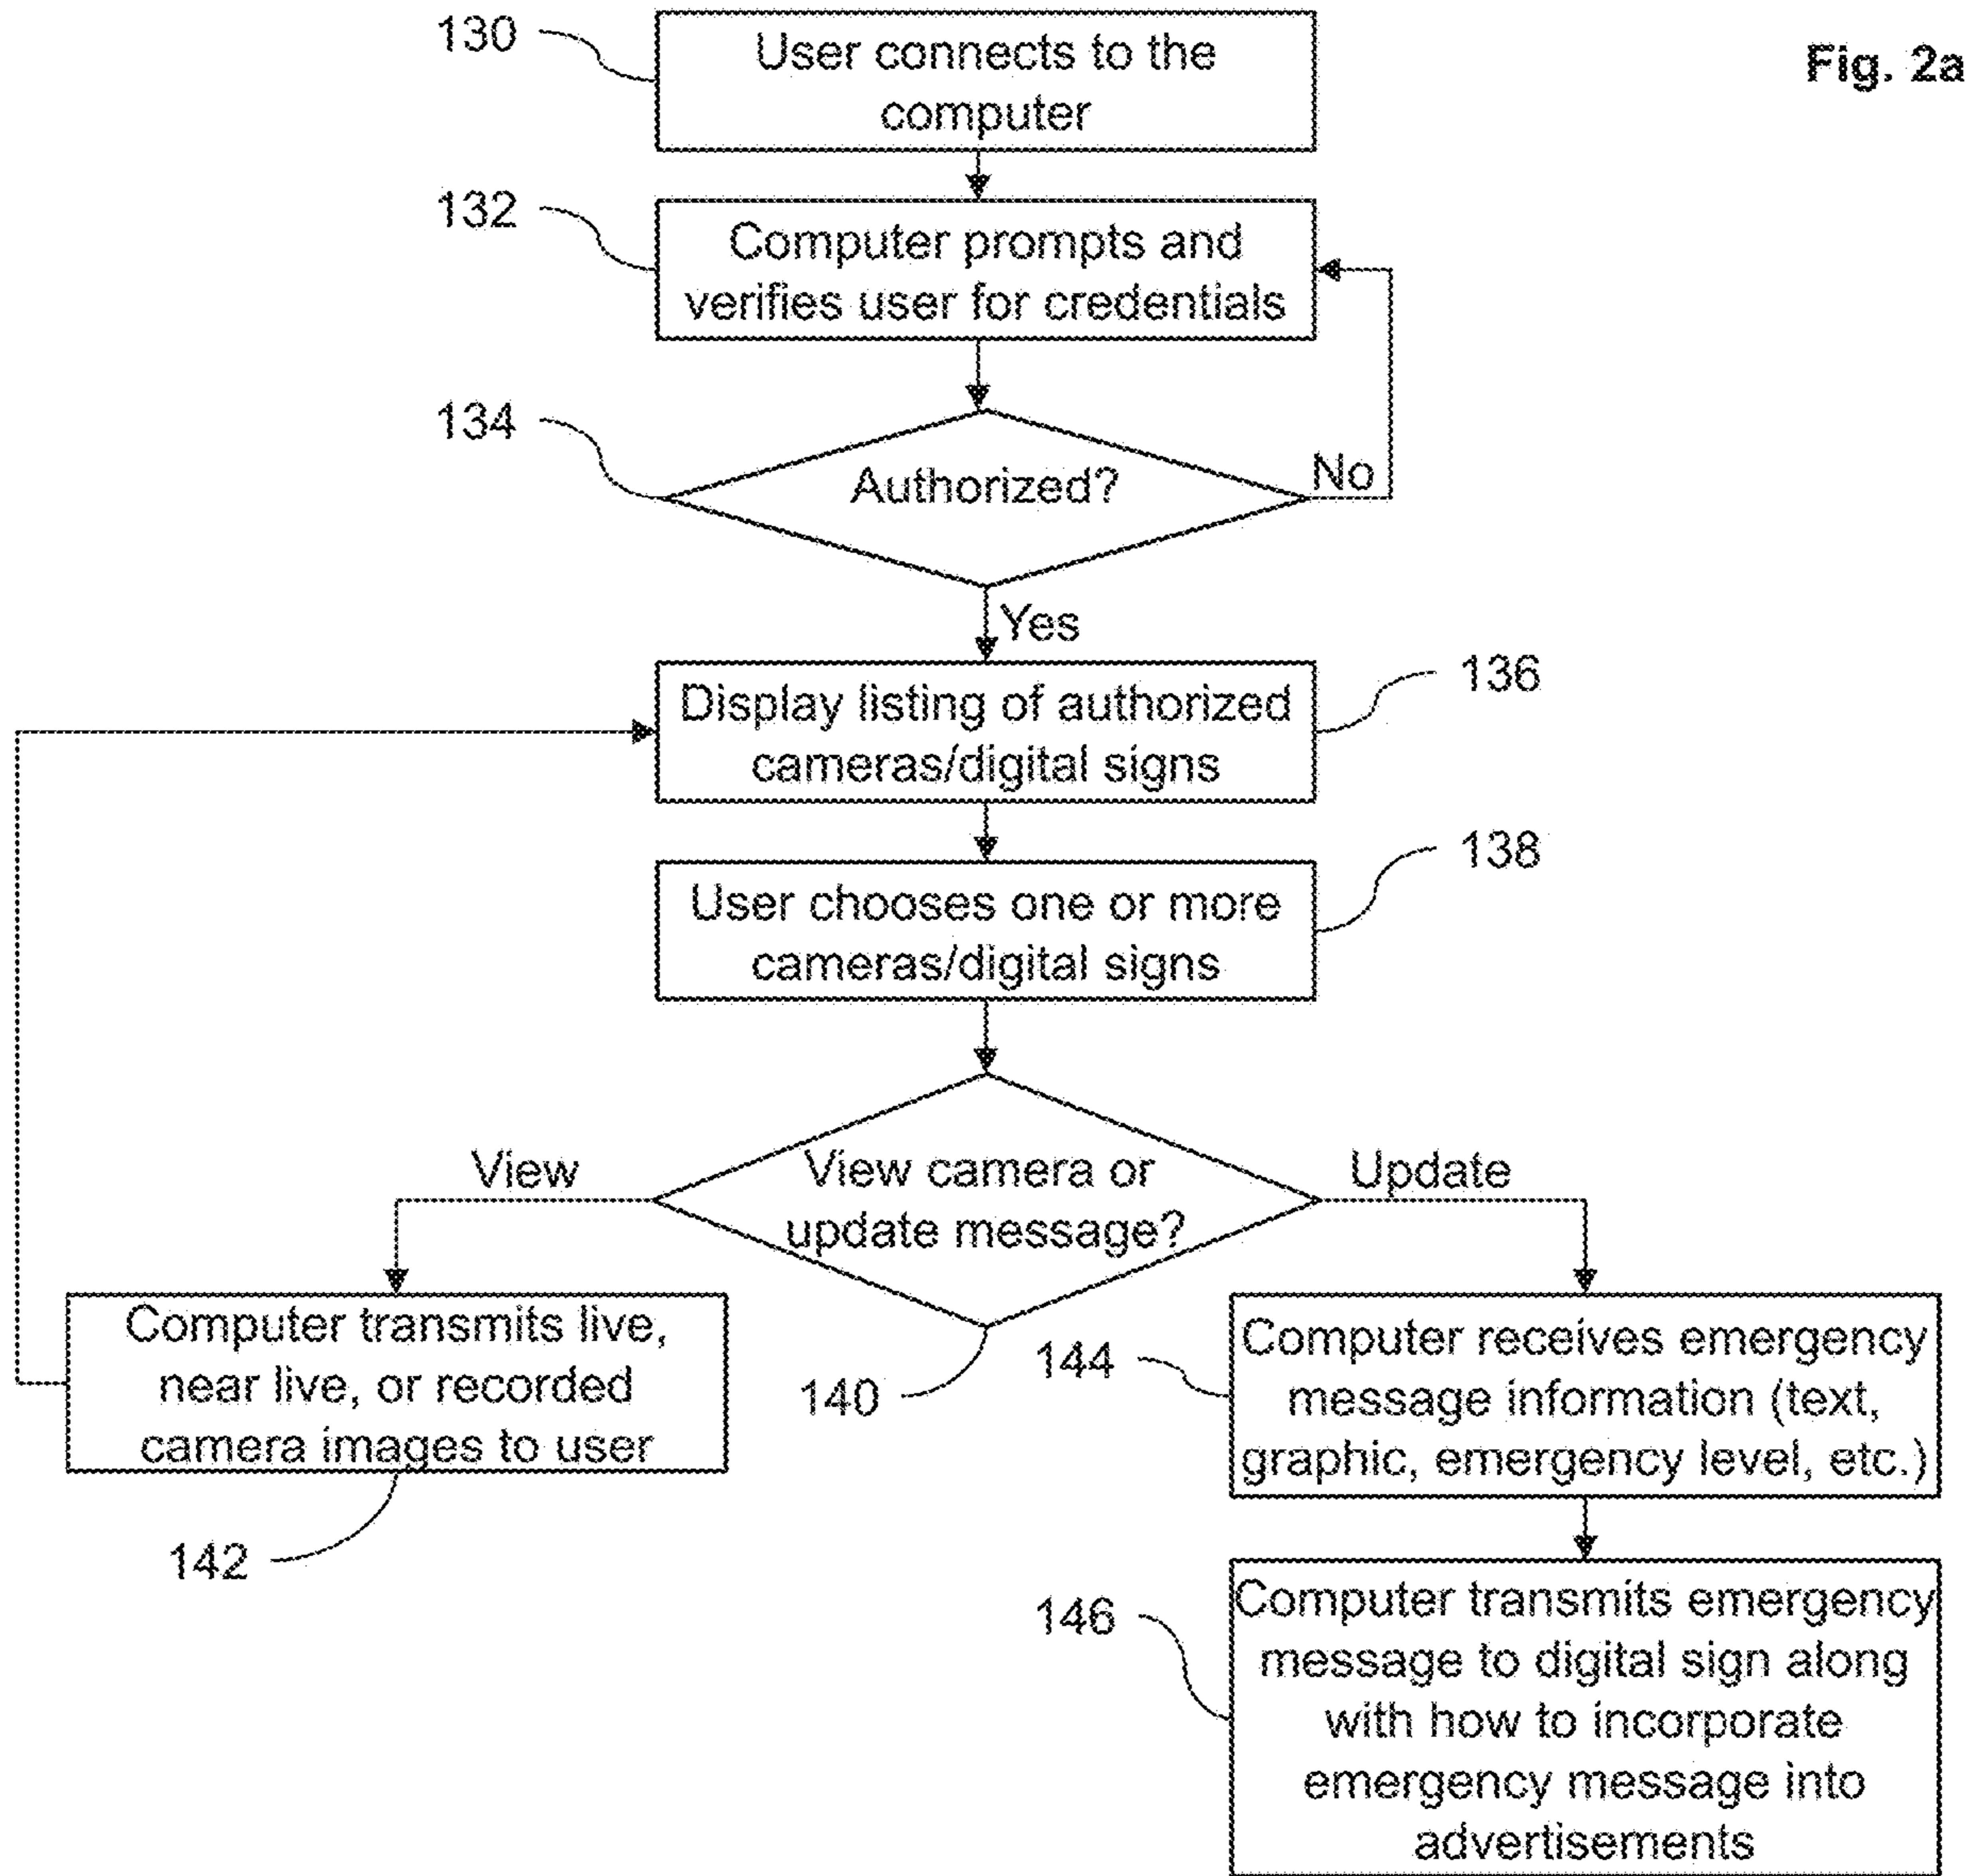 Fig. 2a
130
User connects to the
computer
132
Computer prompts and
verifies user for credentials
134
Authorized?
No
Yes
136
Display listing of authorized
cameras/digital signs
138
User chooses one or more
cameras/digital signs
View
View camera or
update message?
Update
140
Computer transmits live,
near live, or recorded
camera images to user
142
144
Computer receives emergency
message information (text,
graphic, emergency level, etc.)
146
Computer transmits emergency
message to digital sign along
with how to incorporate
emergency message into
advertisements